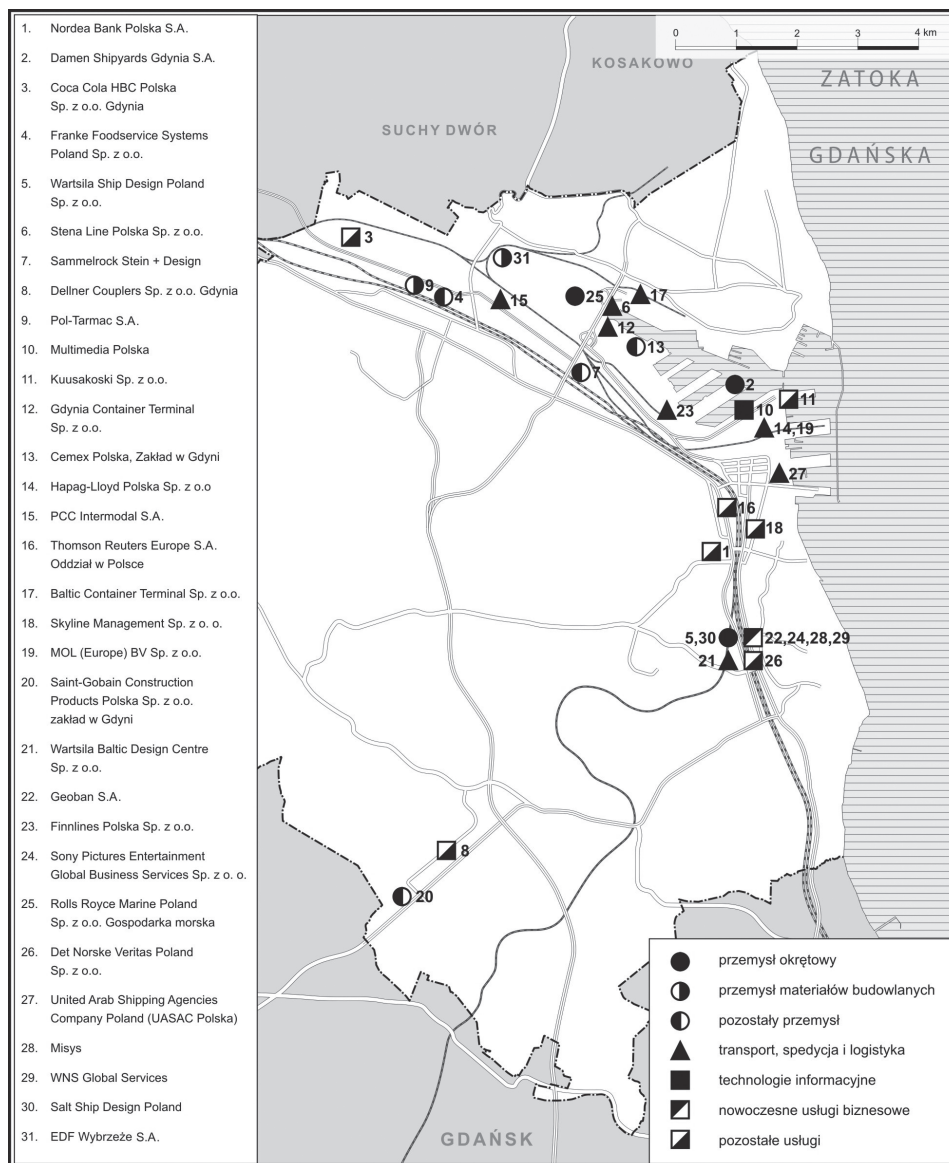 1. Nordea Bank Polska S.A.
2. Damen Shipyards Gdynia S.A.
3. Coca Cola HBC Polska
Sp. z o.o. Gdynia
4. Franke Foodservice Systems
Poland Sp. z o.o.
5. Wartsila Ship Design Poland
Sp. z o.o.
6. Stena Line Polska Sp. z o.o.
7. Sammelrock Stein + Design
8. Dellner Couplers Sp. z o.o. Gdynia
9. Pol-Tarmac S.A.
10. Multimedia Polska
11. Kuusakoski Sp. z o.o.
12. Gdynia Container Terminal
Sp. z o.o.
13. Cemex Polska, Zakład w Gdyni
14. Hapag-Lloyd Polska Sp. z o.o
15. PCC Intermodal S.A.
16. Thomson Reuters Europe S.A.
Oddział w Polsce
17. Baltic Container Terminal Sp. z o.o.
18. Skyline Management Sp. z o. o.
19. MOL (Europe) BV Sp. z o.o.
20. Saint-Gobain Construction
Products Polska Sp. z o.o.
zakład w Gdyni
21. Wartsila Baltic Design Centre
Sp. z o.o.
22. Geoban S.A.
23. Finnlines Polska Sp. z o.o.
24. Sony Pictures Entertainment
Global Business Services Sp. z o. o.
25. Rolls Royce Marine Poland
Sp. z o.o. Gospodarka morska
26. Det Norske Veritas Poland
Sp. z o.o.
27. United Arab Shipping Agencies
Company Poland (UASAC Polska)
28. Misys
29. WNS Global Services
30. Salt Ship Design Poland
31. EDF Wybrzeże S.A.
0 1 2 3 4 km
KOSAKOWO
ZATOKA
SUCHY DWÓR
GDAŃSKA
3
31
9
4
15
25
17
6
12
13
7
2
11
23
10
14,19
27
16
18
1
5,30
22,24,28,29
21
26
8
20
GDAŃSK
przemysł okrętowy
przemysł materiałów budowlanych
pozostały przemysł
transport, spedycja i logistyka
technologie informacyjne
nowoczesne usługi biznesowe
pozostałe usługi